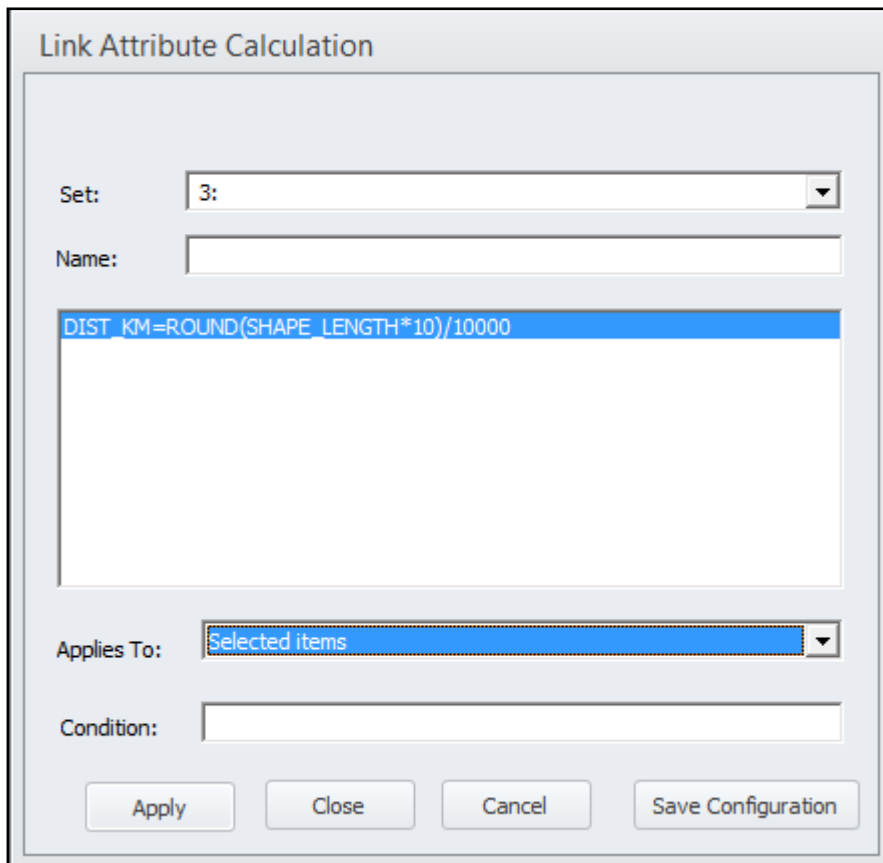 Link Attribute Calculation
Set: 3:
Name:
DIST_KM=ROUND(SHAPE_LENGTH*10)/10000
Applies To: Selected items
Condition:
Apply Close Cancel Save Configuration